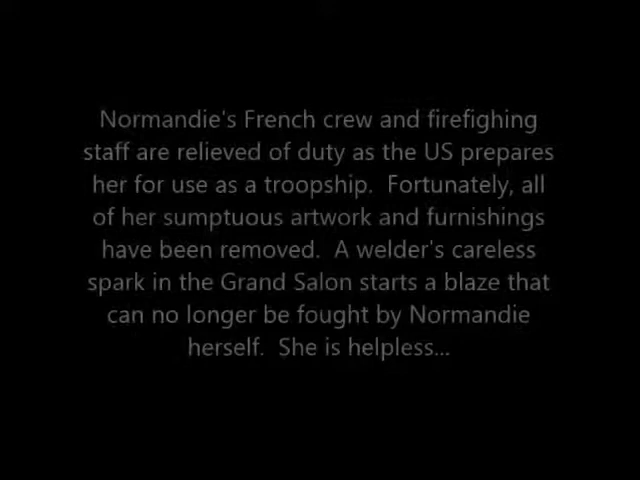 Normandie's French crew and firefighing
staff are relieved of duty as the US prepares
her for use as a troopship.  Fortunately, all
of her sumptuous artwork and furnishings
have been removed.  A welder's careless
spark in the Grand Salon starts a blaze that
can no longer be fought by Normandie
herself.  She is helpless...